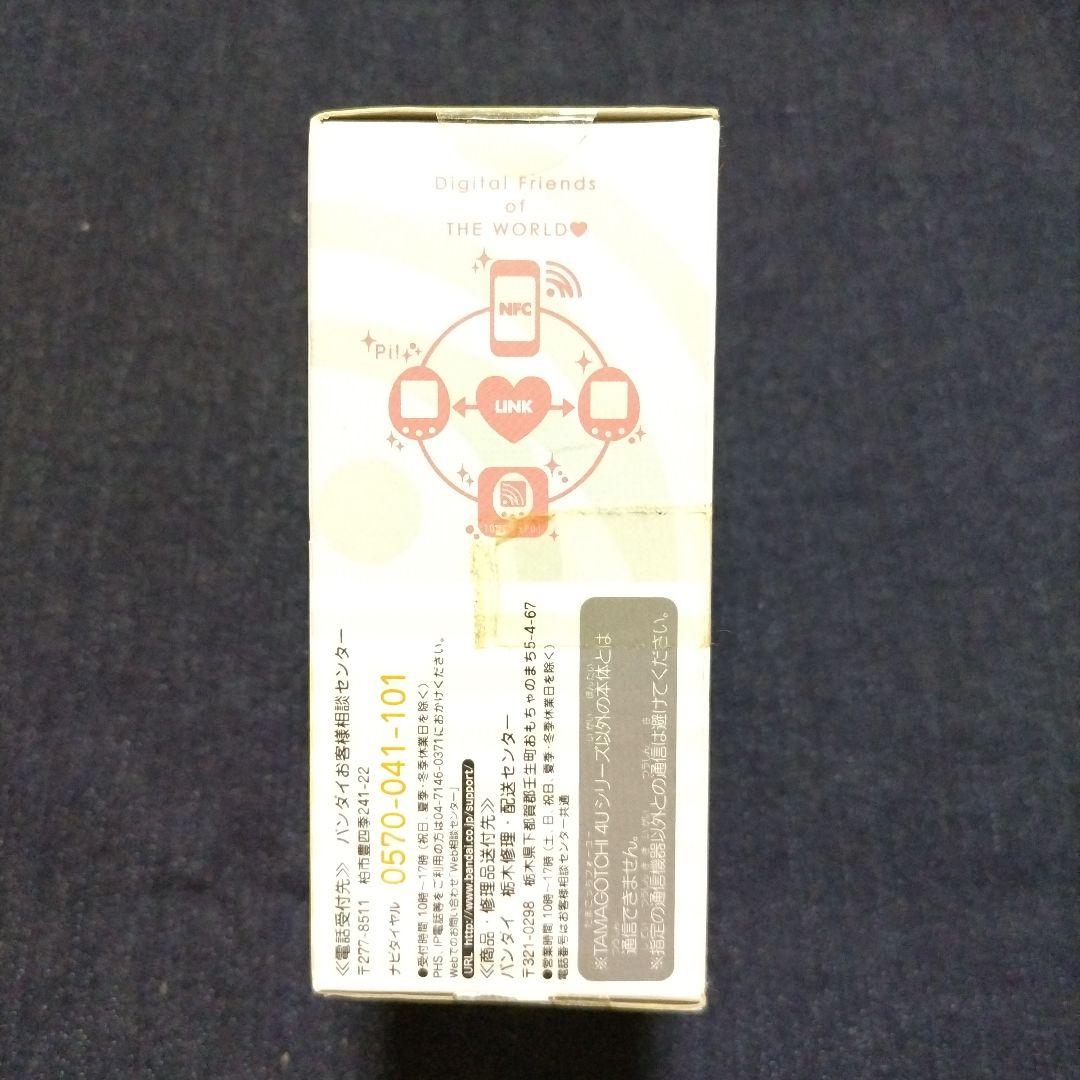 Digital Friends
of
THE WORLD♥
NFC
Pi!
LINK
≪電話受付先≫ バンダイお客様相談センター
〒277-8511 柏市豊四季241-22
ナビダイヤル 0570-041-101
●受付時間 10時~17時(祝日、夏季・冬季休業日を除く)
PHS、IP電話等をご利用の方は04-7146-0371におかけください。
Webでのお問い合わせ「Web相談センター」
URL http://www.bandai.co.jp/support/
≪商品・修理品送付先≫
バンダイ 栃木修理・配送センター
〒321-0298 栃木県下都賀郡壬生町おもちゃのまち5-4-67
●営業時間 10時~17時(土、日、祝日、夏季・冬季休業日を除く)
電話番号はお客様相談センター共通
※TAMAGOTCHI 4Uシリーズ以外の本体とは
通信できません。
※指定の通信機器以外との通信は避けてください。